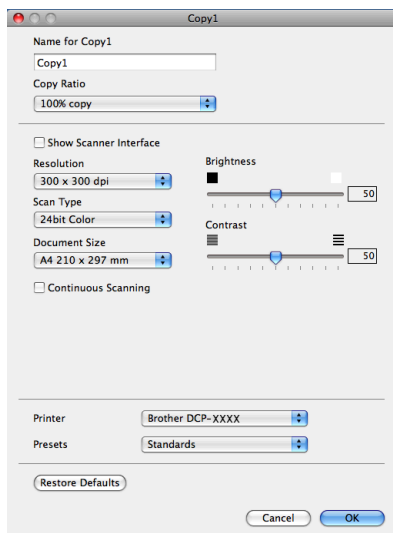 Copy1
Name for Copy1
Copy1
Copy Ratio
100% copy
Show Scanner Interface
Resolution
300 x 300 dpi
Scan Type
24bit Color
Document Size
A4 210 x 297 mm
Continuous Scanning
Brightness
50
Contrast
50
Printer
Brother DCP-XXXX
Presets
Standards
Restore Defaults
Cancel
OK